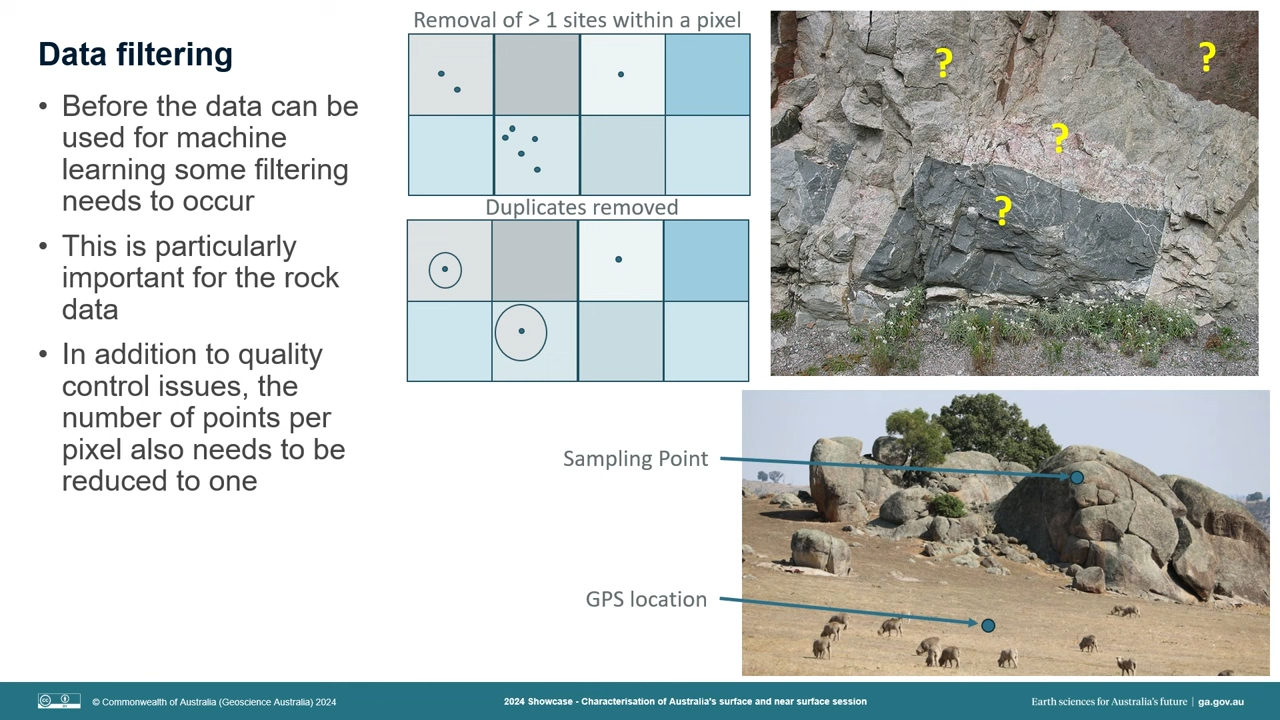 Data filtering
• Before the data can be
used for machine
learning some filtering
needs to occur
• This is particularly
important for the rock
data
• In addition to quality
control issues, the
number of points per
pixel also needs to be
reduced to one
Removal of > 1 sites within a pixel
Duplicates removed
?
?
?
?
Sampling Point
GPS location
© Commonwealth of Australia (Geoscience Australia) 2024
2024 Showcase - Characterisation of Australia's surface and near surface session
Earth sciences for Australia's future | ga.gov.au